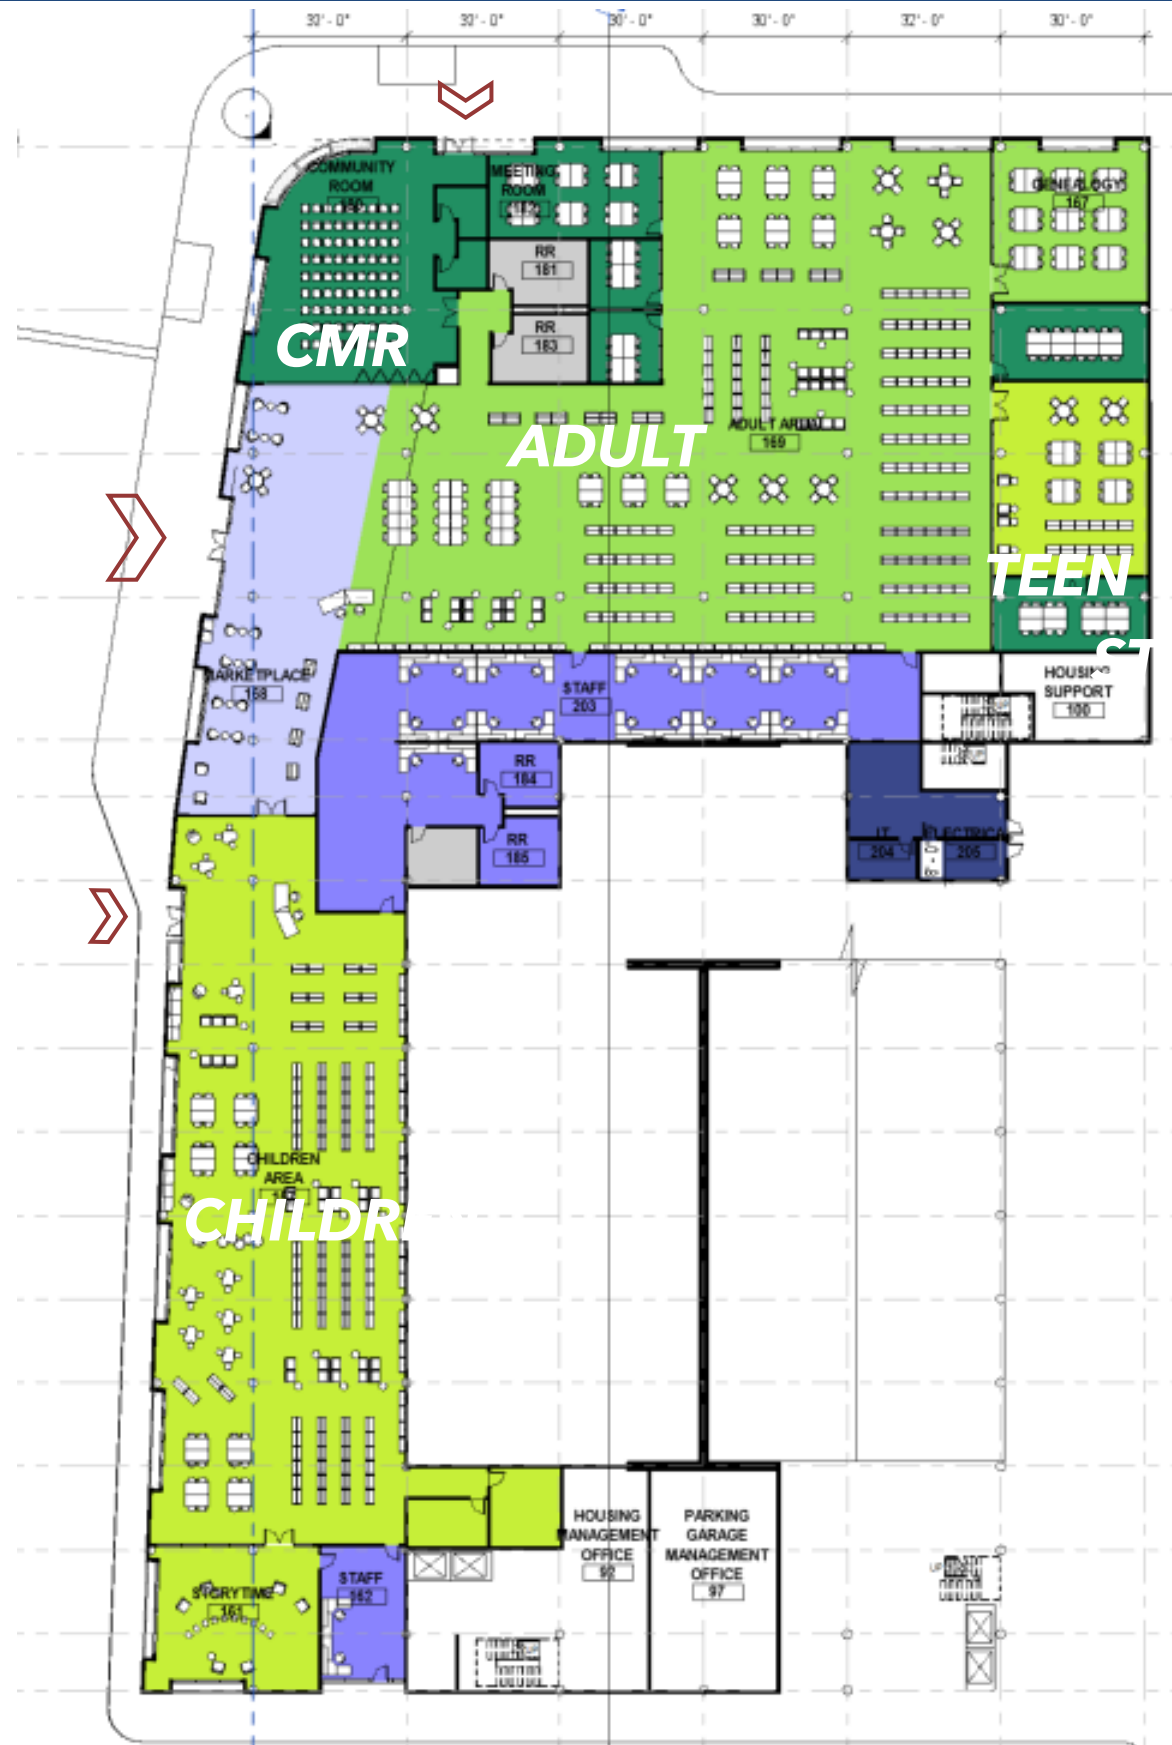 30'-0"
30'-0"
30'-0"
30'-0"
32'-0"
30'-0"
COMMUNITY
ROOM
MEETING
ROOM
GENEALOGY
167
RR
181
RR
183
CMR
ADULT
ADULT AREA
169
TEEN
ST
MARKETPLACE
168
STAFF
203
HOUSING
SUPPORT
100
RR
184
RR
185
IT
204
ELECTRICAL
205
CHILDREN
AREA
CHILDRE
HOUSING
MANAGEMENT
OFFICE
92
PARKING
GARAGE
MANAGEMENT
OFFICE
97
STORYTIME
161
STAFF
162
UP